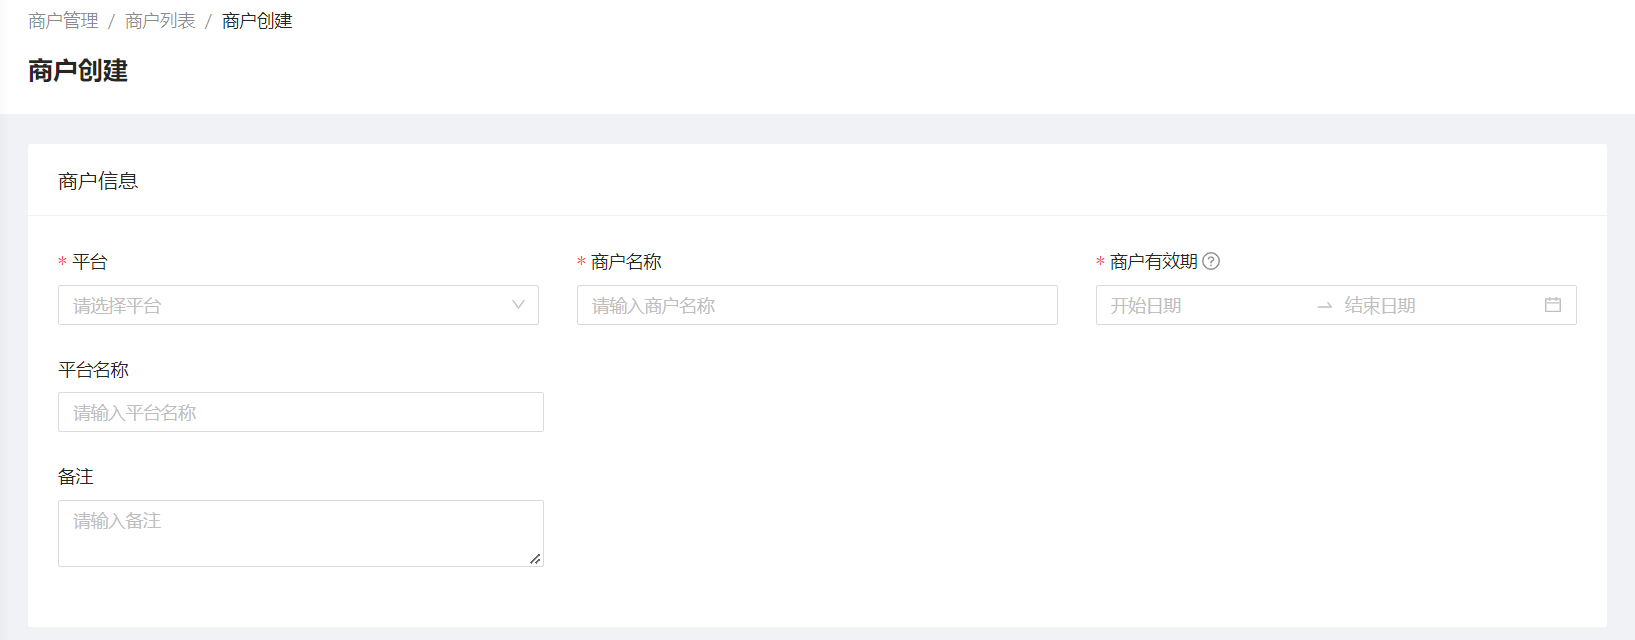 商户管理 / 商户列表 / 商户创建
商户创建
商户信息
* 平台
请选择平台
* 商户名称
请输入商户名称
* 商户有效期
开始日期 → 结束日期
平台名称
请输入平台名称
备注
请输入备注